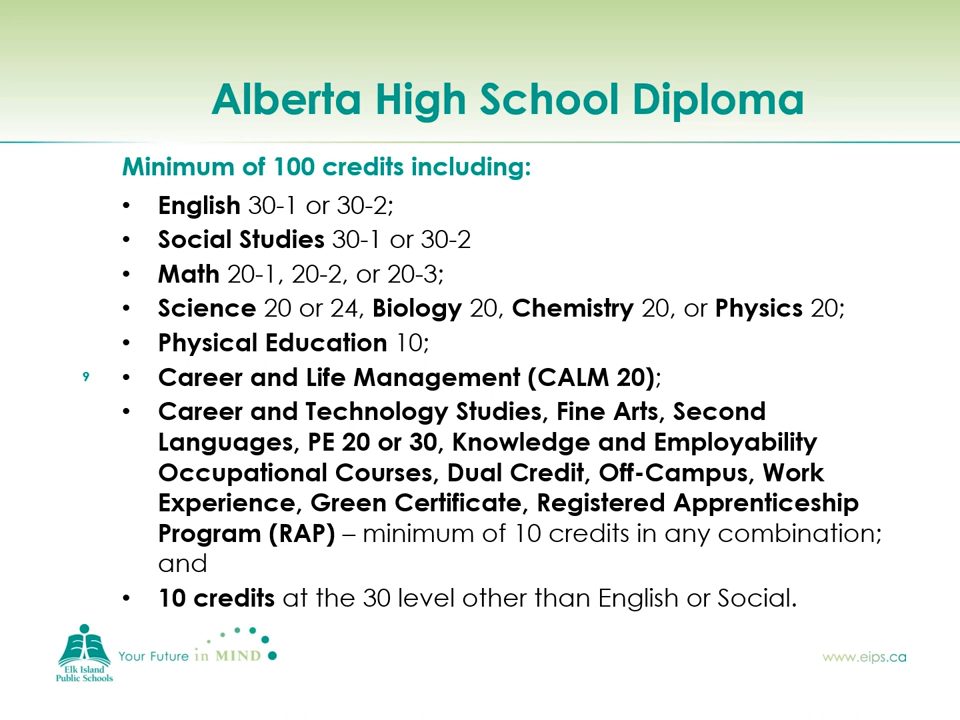 Alberta High School Diploma
Minimum of 100 credits including:
• English 30-1 or 30-2;
• Social Studies 30-1 or 30-2
• Math 20-1, 20-2, or 20-3;
• Science 20 or 24, Biology 20, Chemistry 20, or Physics 20;
• Physical Education 10;
9
• Career and Life Management (CALM 20);
• Career and Technology Studies, Fine Arts, Second
Languages, PE 20 or 30, Knowledge and Employability
Occupational Courses, Dual Credit, Off-Campus, Work
Experience, Green Certificate, Registered Apprenticeship
Program (RAP) – minimum of 10 credits in any combination;
and
• 10 credits at the 30 level other than English or Social.
Elk Island
Public Schools
Your Future in MIND
www.eips.ca